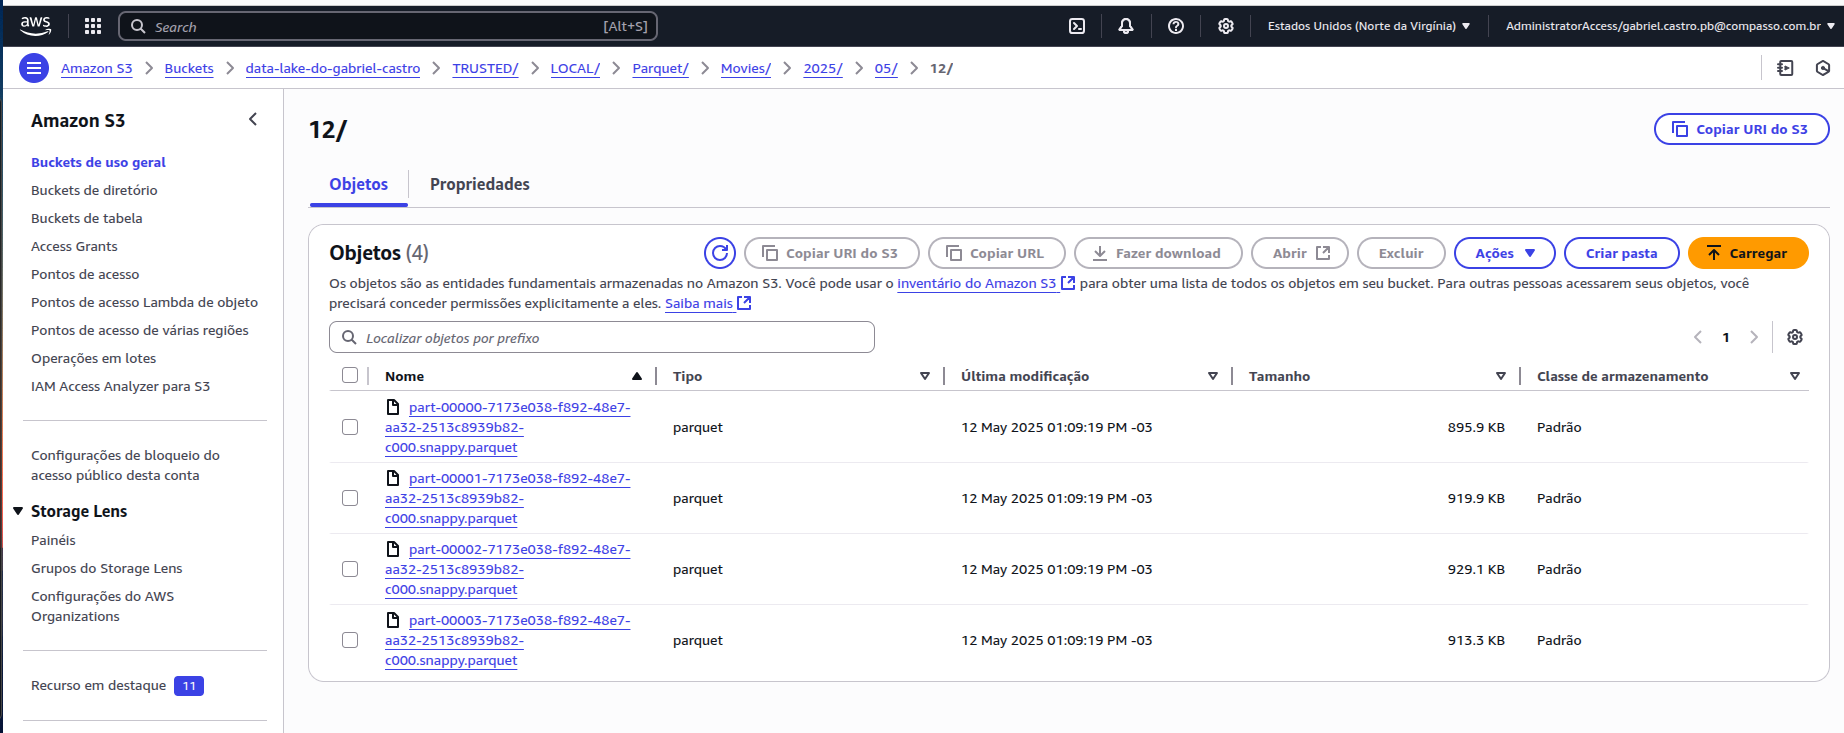 aws
Search
[Alt+S]
Estados Unidos (Norte da Virgínia)
AdministratorAccess/gabriel.castro.pb@compasso.com.br
Amazon S3
Buckets
data-lake-do-gabriel-castro
TRUSTED/
LOCAL/
Parquet/
Movies/
2025/
05/
12/
Amazon S3
Buckets de uso geral
Buckets de diretório
Buckets de tabela
Access Grants
Pontos de acesso
Pontos de acesso Lambda de objeto
Pontos de acesso de várias regiões
Operações em lotes
IAM Access Analyzer para S3
Configurações de bloqueio do
acesso público desta conta
Storage Lens
Painéis
Grupos do Storage Lens
Configurações do AWS
Organizations
Recurso em destaque 11
12/
Copiar URI do S3
Objetos
Propriedades
Objetos (4)
Copiar URI do S3
Copiar URL
Fazer download
Abrir
Excluir
Ações
Criar pasta
Carregar
Os objetos são as entidades fundamentais armazenadas no Amazon S3. Você pode usar o inventário do Amazon S3 para obter uma lista de todos os objetos em seu bucket. Para outras pessoas acessarem seus objetos, você
precisará conceder permissões explicitamente a eles. Saiba mais
Localizar objetos por prefixo
1
Nome
Tipo
Última modificação
Tamanho
Classe de armazenamento
part-00000-7173e038-f892-48e7-
aa32-2513c8939b82-
c000.snappy.parquet
parquet
12 May 2025 01:09:19 PM -03
895.9 KB
Padrão
part-00001-7173e038-f892-48e7-
aa32-2513c8939b82-
c000.snappy.parquet
parquet
12 May 2025 01:09:19 PM -03
919.9 KB
Padrão
part-00002-7173e038-f892-48e7-
aa32-2513c8939b82-
c000.snappy.parquet
parquet
12 May 2025 01:09:19 PM -03
929.1 KB
Padrão
part-00003-7173e038-f892-48e7-
aa32-2513c8939b82-
c000.snappy.parquet
parquet
12 May 2025 01:09:19 PM -03
913.3 KB
Padrão